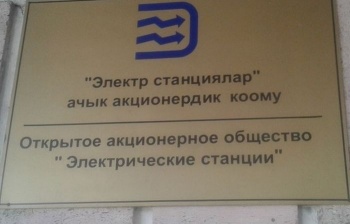 "Электр станциялар"
ачык акционердик коому
Открытое акционерное общество
" Электрические станции"